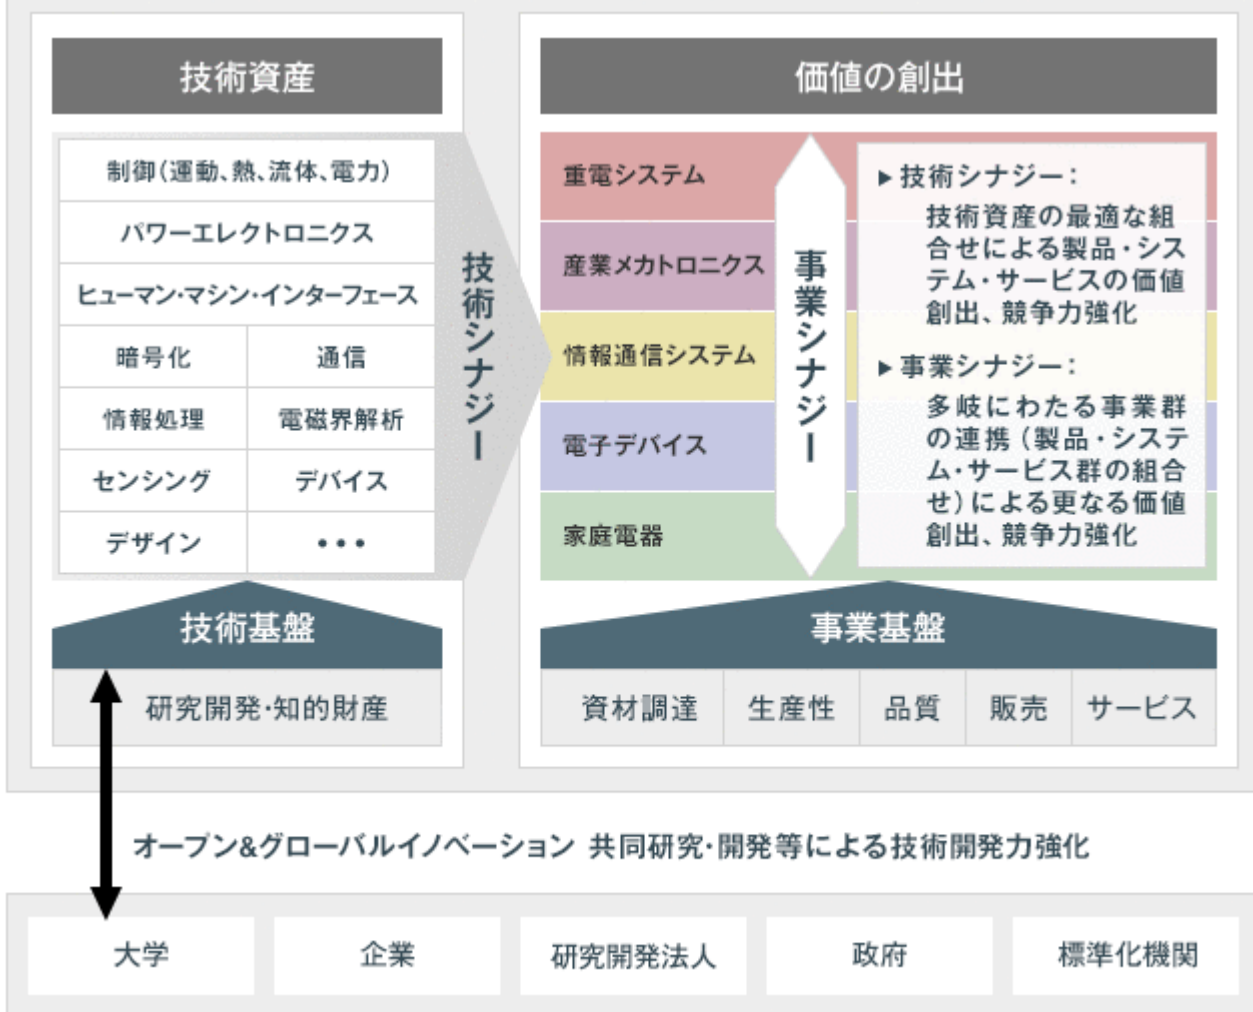 技術資産
制御(運動、熱、流体、電力)
パワーエレクトロニクス
ヒューマン・マシン・インターフェース
暗号化
通信
情報処理
電磁界解析
センシング
デバイス
デザイン
•••
技術シナジー
技術基盤
研究開発・知的財産
価値の創出
重電システム
産業メカトロニクス
情報通信システム
電子デバイス
家庭電器
事業シナジー
▶技術シナジー：
技術資産の最適な組
合せによる製品・シス
テム・サービスの価値
創出、競争力強化
▶事業シナジー：
多岐にわたる事業群
の連携（製品・システ
ム・サービス群の組合
せ）による更なる価値
創出、競争力強化
事業基盤
資材調達
生産性
品質
販売
サービス
オープン&グローバルイノベーション 共同研究・開発等による技術開発力強化
大学
企業
研究開発法人
政府
標準化機関